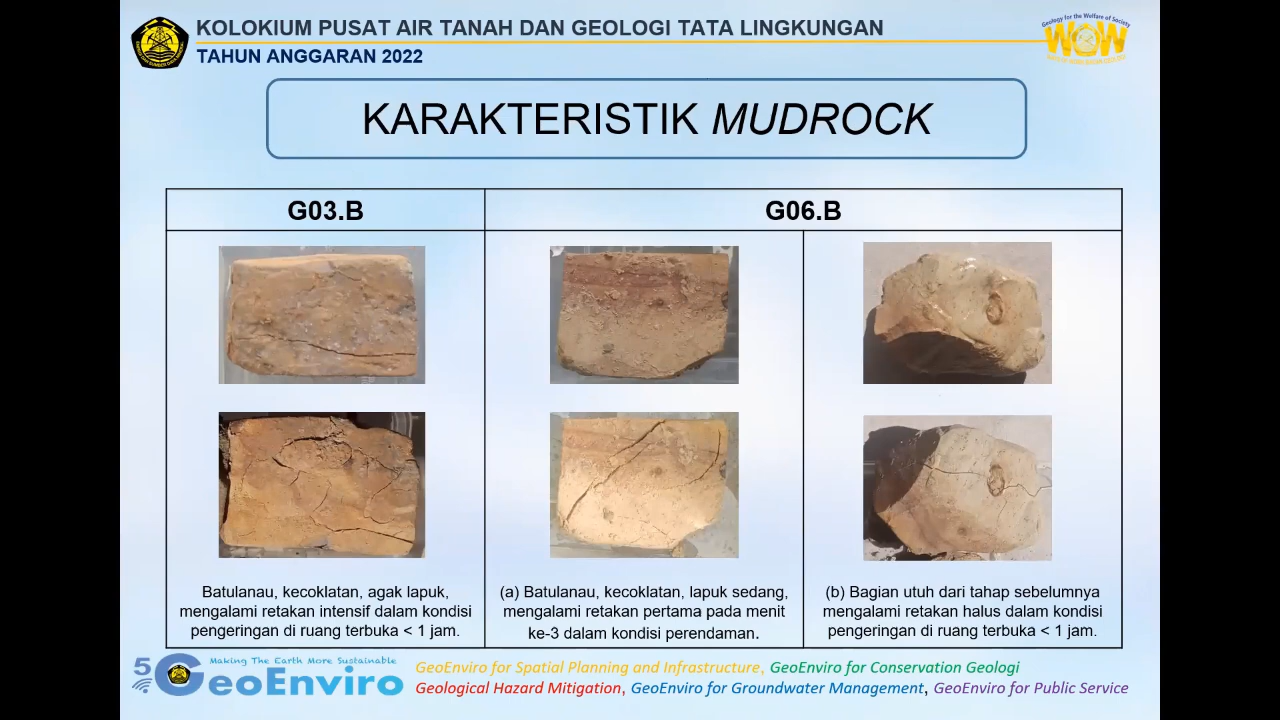 KOLOKIUM PUSAT AIR TANAH DAN GEOLOGI TATA LINGKUNGAN
TAHUN ANGGARAN 2022
Geology for the Welfare of Society
WOW
KARAKTERISTIK MUDROCK
G03.B
G06.B
Batulanau, kecoklatan, agak lapuk,
mengalami retakan intensif dalam kondisi
pengeringan di ruang terbuka < 1 jam.
(a) Batulanau, kecoklatan, lapuk sedang,
mengalami retakan pertama pada menit
ke-3 dalam kondisi perendaman.
(b) Bagian utuh dari tahap sebelumnya
mengalami retakan halus dalam kondisi
pengeringan di ruang terbuka < 1 jam.
5 Making The Earth More Sustainable
GeoEnviro
GeoEnviro for Spatial Planning and Infrastructure, GeoEnviro for Conservation Geologi
Geological Hazard Mitigation, GeoEnviro for Groundwater Management, GeoEnviro for Public Service